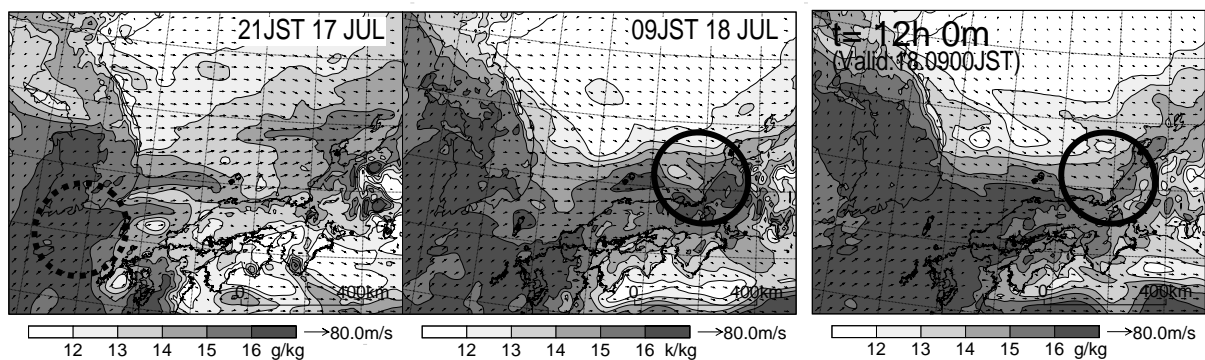 21JST 17 JUL
09JST 18 JUL
t= 12h 0m
(Valid:18.0900JST)
0 400km
0 400km
0 400km
80.0m/s
12 13 14 15 16 g/kg
80.0m/s
12 13 14 15 16 k/kg
80.0m/s
12 13 14 15 16 g/kg